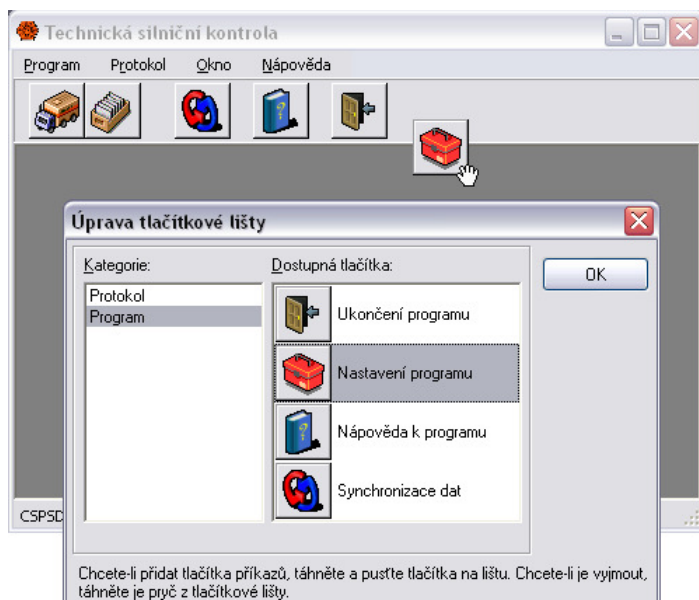 Technická silniční kontrola
Program Protokol Okno Nápověda
Úprava tlačítkové lišty
Kategorie: Dostupná tlačítka:
OK
Protokol
Program
Ukončení programu
Nastavení programu
Nápověda k programu
Synchronizace dat
CSPSD
Chcete-li přidat tlačítka příkazů, táhněte a pusťte tlačítka na lištu. Chcete-li je vyjmout,
táhněte je pryč z tlačítkové lišty.